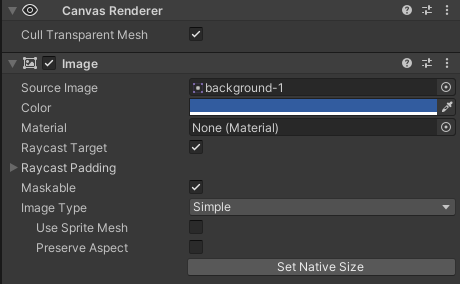 Canvas Renderer
Cull Transparent Mesh
Image
Source Image background-1
Color
Material None (Material)
Raycast Target
Raycast Padding
Maskable
Image Type Simple
Use Sprite Mesh
Preserve Aspect
Set Native Size